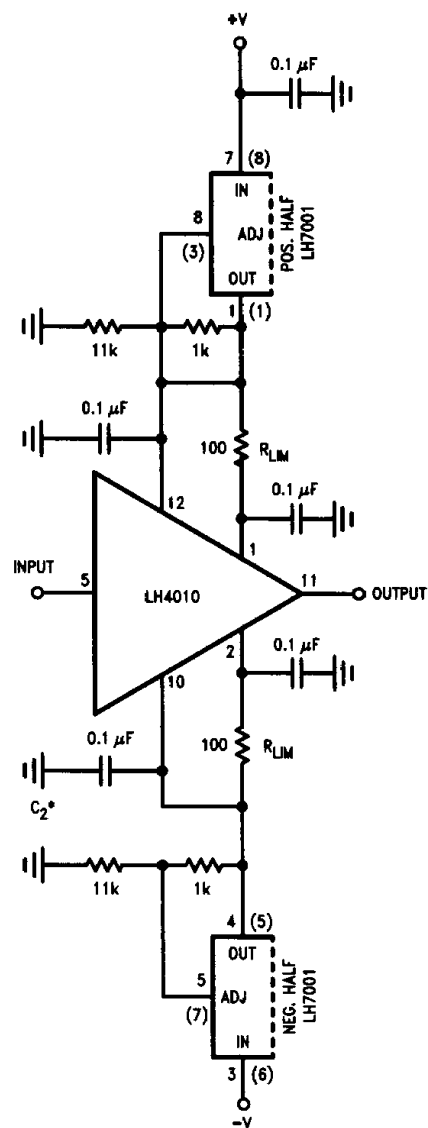 +V
0.1 μF
7 (8)
IN
8
ADJ
(3)
OUT
POS. HALF
LH7001
1 (1)
11k
1k
0.1 μF
100
RLIM
0.1 μF
12
1
INPUT
5
LH4010
11
OUTPUT
2
0.1 μF
10
0.1 μF
100
RLIM
C2*
11k
1k
4 (5)
OUT
5
ADJ
(7)
IN
NEG. HALF
LH7001
3 (6)
-V